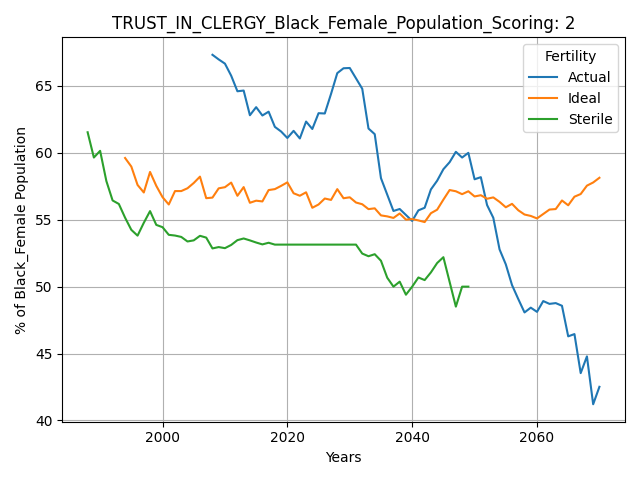 TRUST_IN_CLERGY_Black_Female_Population_Scoring: 2
Fertility
Actual
Ideal
Sterile
% of Black_Female Population
65
60
55
50
45
40
2000
2020
2040
2060
Years